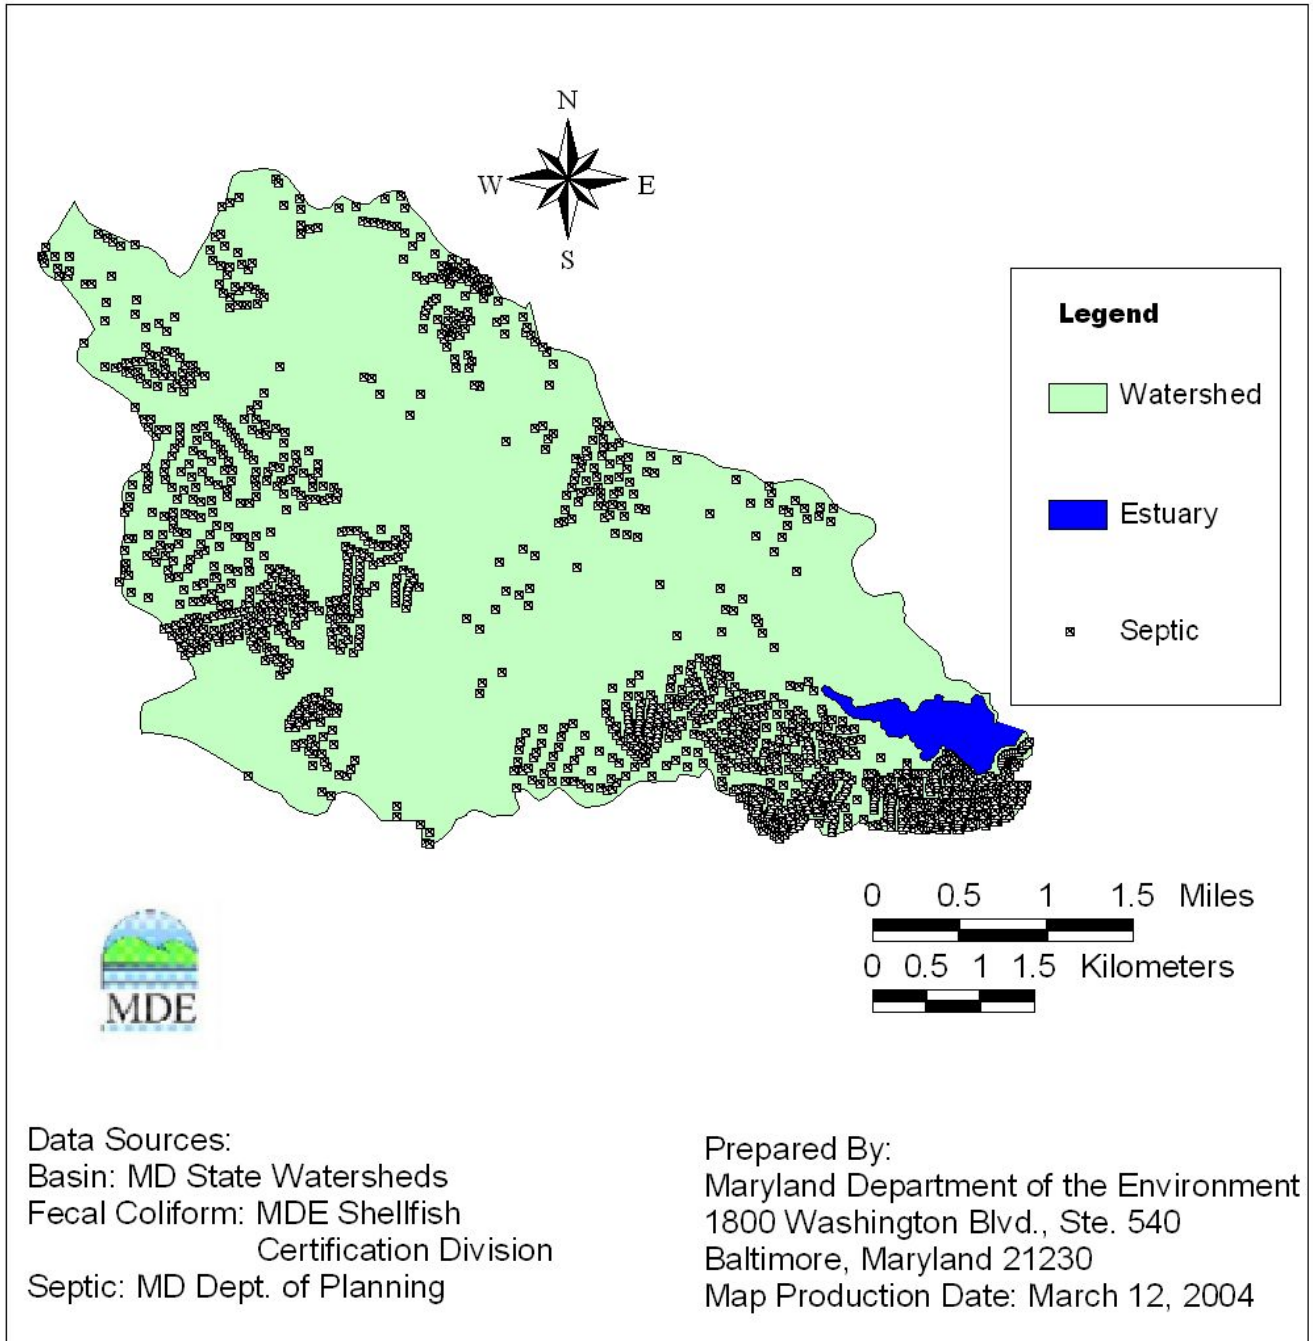 N
W E
S
Legend
Watershed
Estuary
Septic
0 0.5 1 1.5 Miles
0 0.5 1 1.5 Kilometers
MDE
Data Sources:
Basin: MD State Watersheds
Fecal Coliform: MDE Shellfish
Certification Division
Septic: MD Dept. of Planning
Prepared By:
Maryland Department of the Environment
1800 Washington Blvd., Ste. 540
Baltimore, Maryland 21230
Map Production Date: March 12, 2004